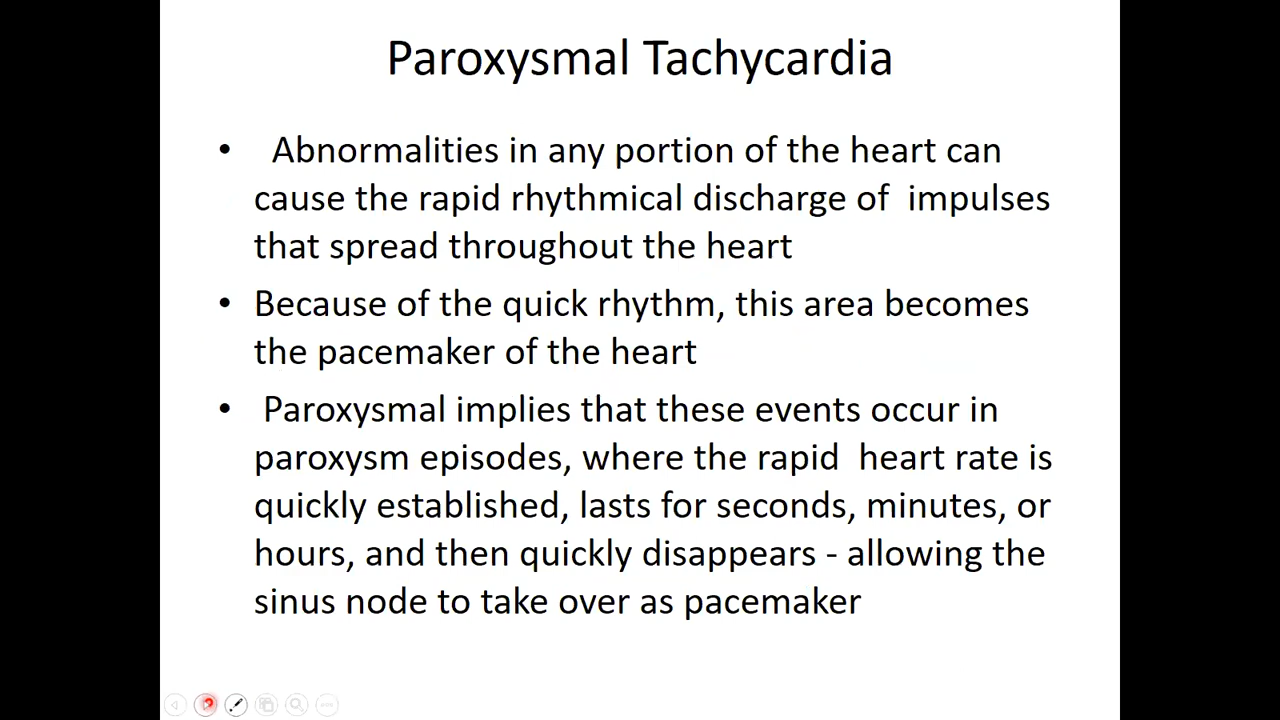 Paroxysmal Tachycardia
• Abnormalities in any portion of the heart can
cause the rapid rhythmical discharge of impulses
that spread throughout the heart
• Because of the quick rhythm, this area becomes
the pacemaker of the heart
• Paroxysmal implies that these events occur in
paroxysm episodes, where the rapid heart rate is
quickly established, lasts for seconds, minutes, or
hours, and then quickly disappears - allowing the
sinus node to take over as pacemaker